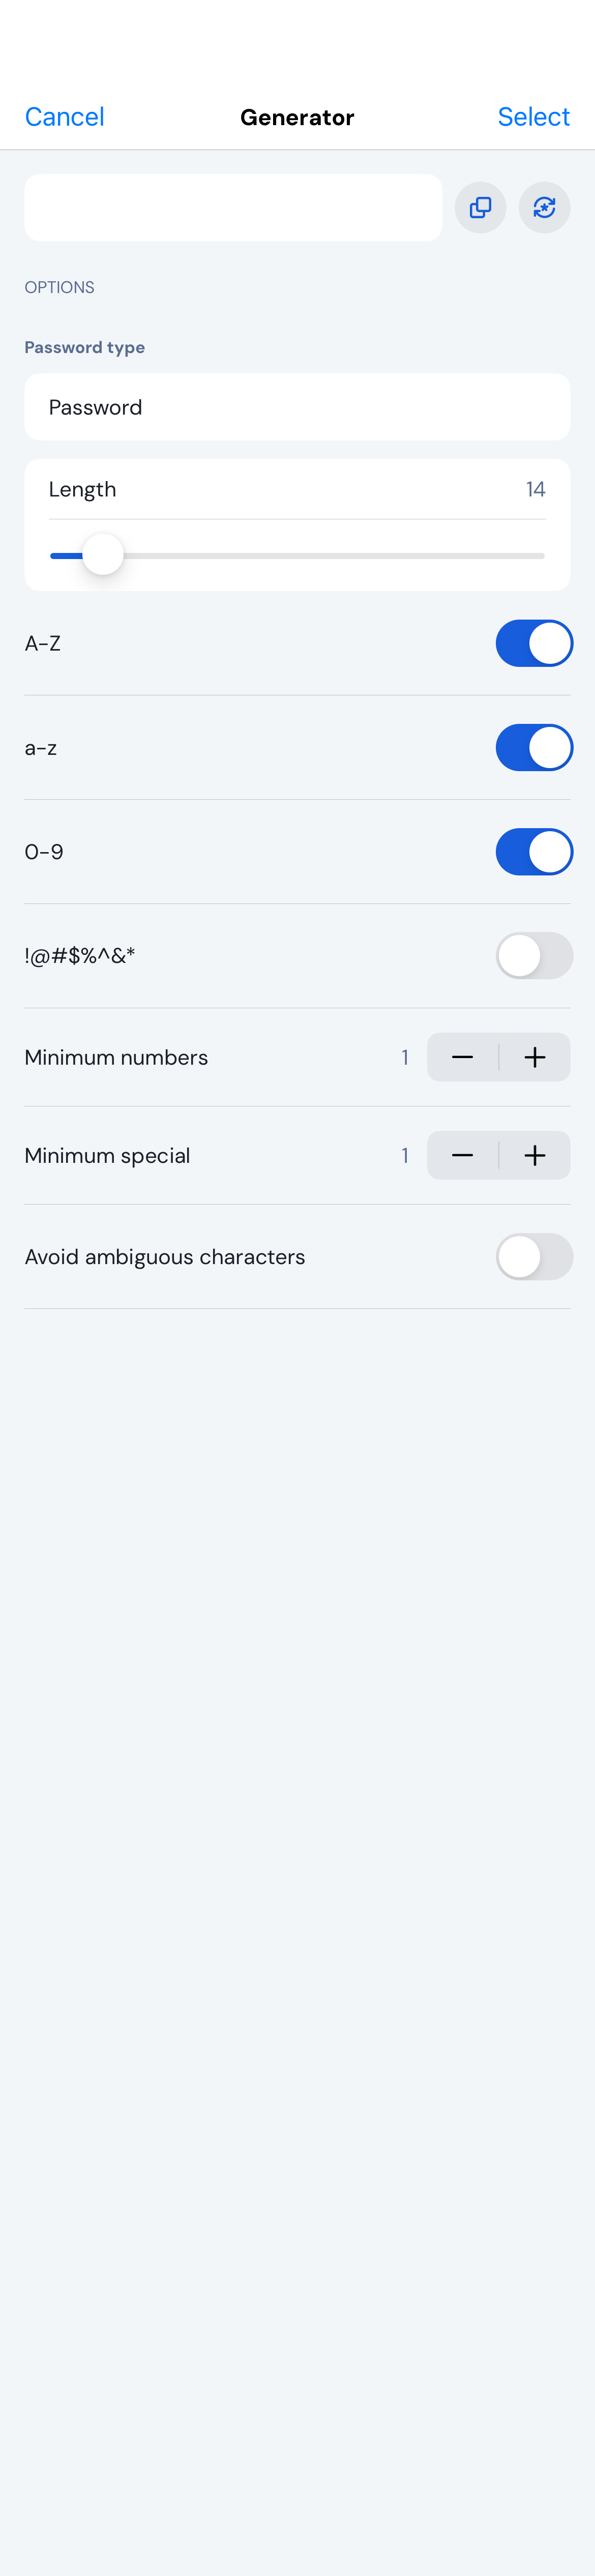 Cancel Generator Select
OPTIONS
Password type
Password
Length 14
A-Z
a-z
0-9
!@#$%^&*
Minimum numbers 1
Minimum special 1
Avoid ambiguous characters